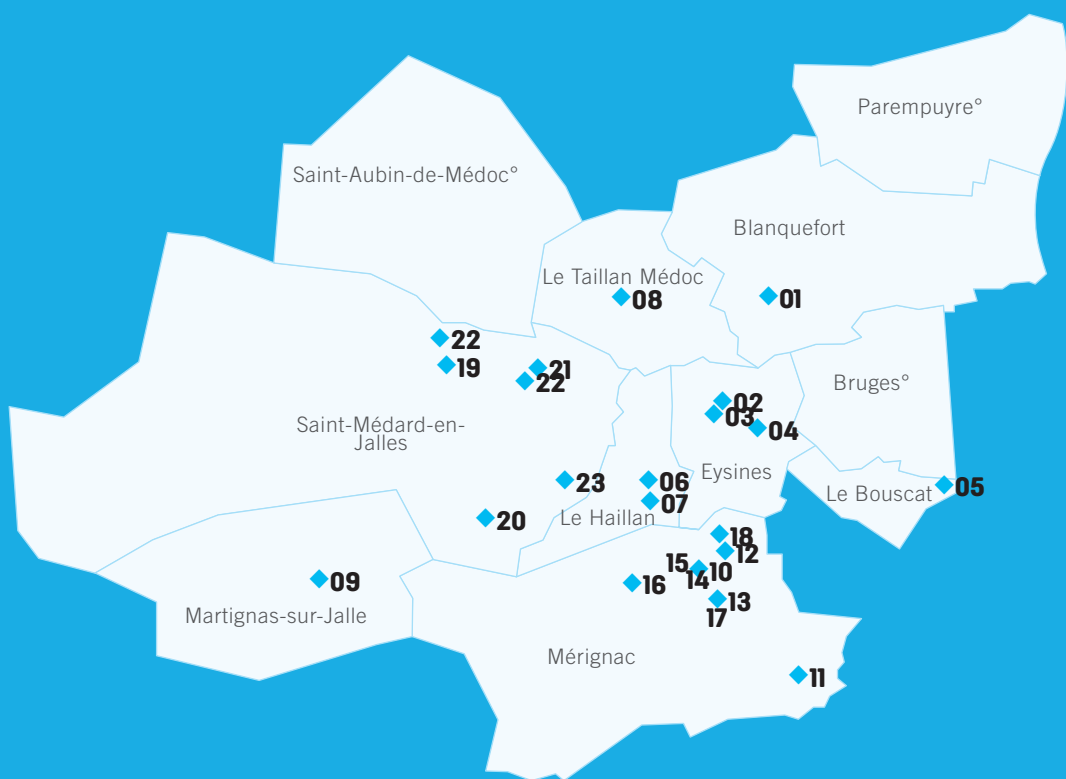 Parempuyre°
Saint-Aubin-de-Médoc°
Blanquefort
Le Taillan Médoc
08
01
22
19
21
22
Bruges°
02
03
04
Saint-Médard-en-
Jalles
Eysines
23
06
07
05
Le Bouscat
20
Le Haillan
18
12
15
10
14
16
09
13
17
Martignas-sur-Jalle
Mérignac
11